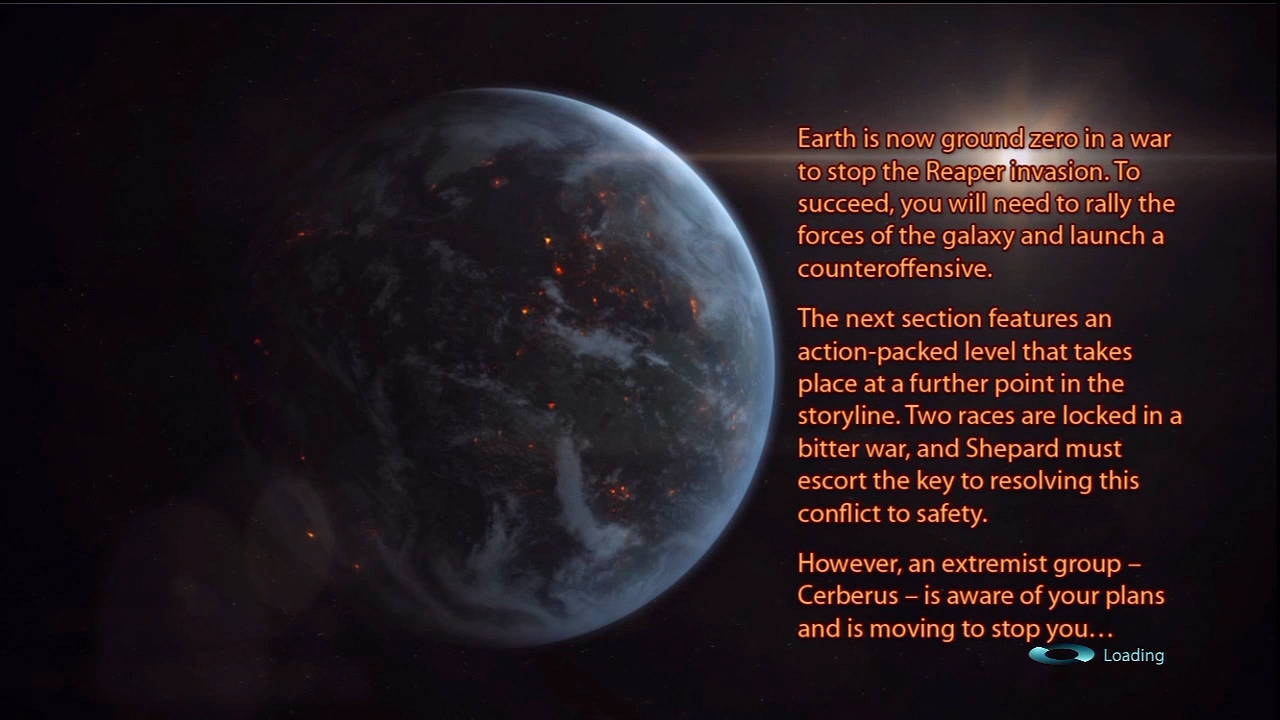 Earth is now ground zero in a war
to stop the Reaper invasion. To
succeed, you will need to rally the
forces of the galaxy and launch a
counteroffensive.
The next section features an
action-packed level that takes
place at a further point in the
storyline. Two races are locked in a
bitter war, and Shepard must
escort the key to resolving this
conflict to safety.
However, an extremist group –
Cerberus – is aware of your plans
and is moving to stop you…
Loading